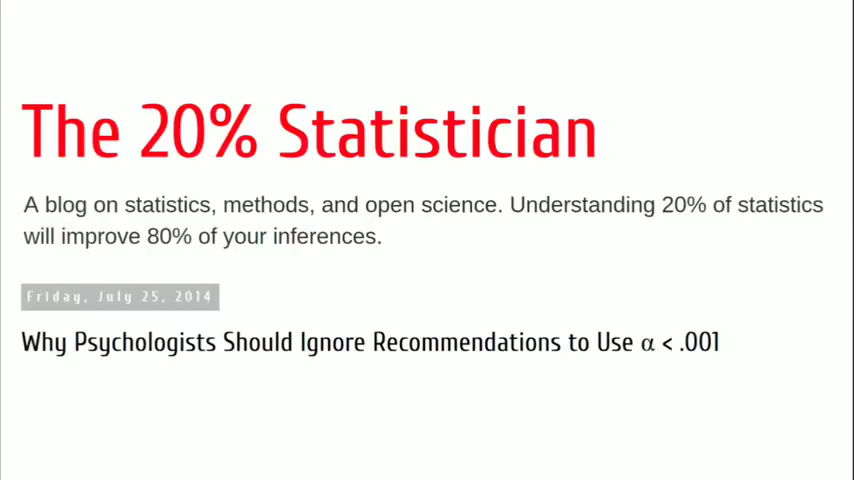 The 20% Statistician
A blog on statistics, methods, and open science. Understanding 20% of statistics
will improve 80% of your inferences.
Friday, July 25, 2014
Why Psychologists Should Ignore Recommendations to Use α < .001